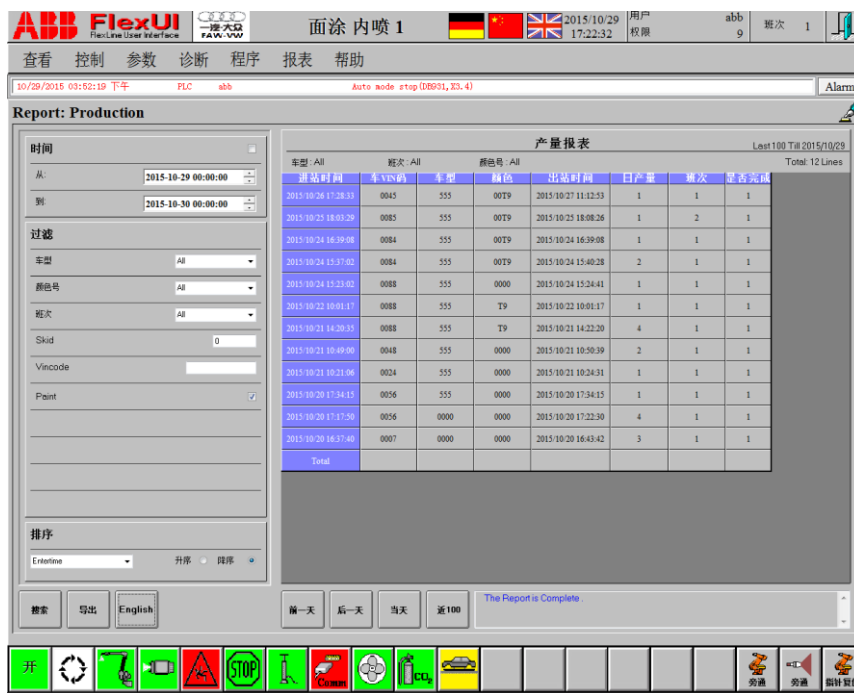 ABB FlexUI 一汽-大众 面涂 内喷 1 2015/10/29 用户 abb 班次 1
FlexLine User Interface FAW-VW 17:22:32 权限 9
查看 控制 参数 诊断 程序 报表 帮助
10/29/2015 03:52:19 下午 PLC abb Auto mode stop(DB931,X3.4) Alarm
Report: Production
时间
从: 2015-10-29 00:00:00
到: 2015-10-30 00:00:00
过滤
车型 All
颜色号 All
班次 All
Skid 0
Vincode
Paint
排序
Entertime 升序 降序
搜索 导出 English
产量报表 Last 100 Till 2015/10/29
车型 : All 班次 : All 颜色号 : All Total: 12 Lines
进站时间 车VIN码 车型 颜色 出站时间 日产量 班次 是否完成
2015/10/26 17:28:33 0045 555 00T9 2015/10/27 11:12:53 1 1 1
2015/10/25 18:03:29 0085 555 00T9 2015/10/25 18:08:26 1 2 1
2015/10/24 16:39:08 0084 555 00T9 2015/10/24 16:39:08 1 1 1
2015/10/24 15:37:02 0084 555 00T9 2015/10/24 15:40:28 2 1 1
2015/10/24 15:23:02 0088 555 0000 2015/10/24 15:24:41 1 1 1
2015/10/22 10:01:17 0088 555 T9 2015/10/22 10:01:17 1 1 1
2015/10/21 14:20:35 0088 555 T9 2015/10/21 14:22:20 4 1 1
2015/10/21 10:49:00 0048 555 0000 2015/10/21 10:50:39 2 1 1
2015/10/21 10:21:06 0024 555 0000 2015/10/21 10:24:31 1 1 1
2015/10/20 17:34:15 0056 555 0000 2015/10/20 17:34:15 1 1 1
2015/10/20 17:17:50 0056 0000 0000 2015/10/20 17:22:30 4 1 1
2015/10/20 16:37:40 0007 0000 0000 2015/10/20 16:43:42 3 1 1
Total
前一天 后一天 当天 近100 The Report is Complete .
开 STOP Comm CO₂ 旁通 旁通 指针复位